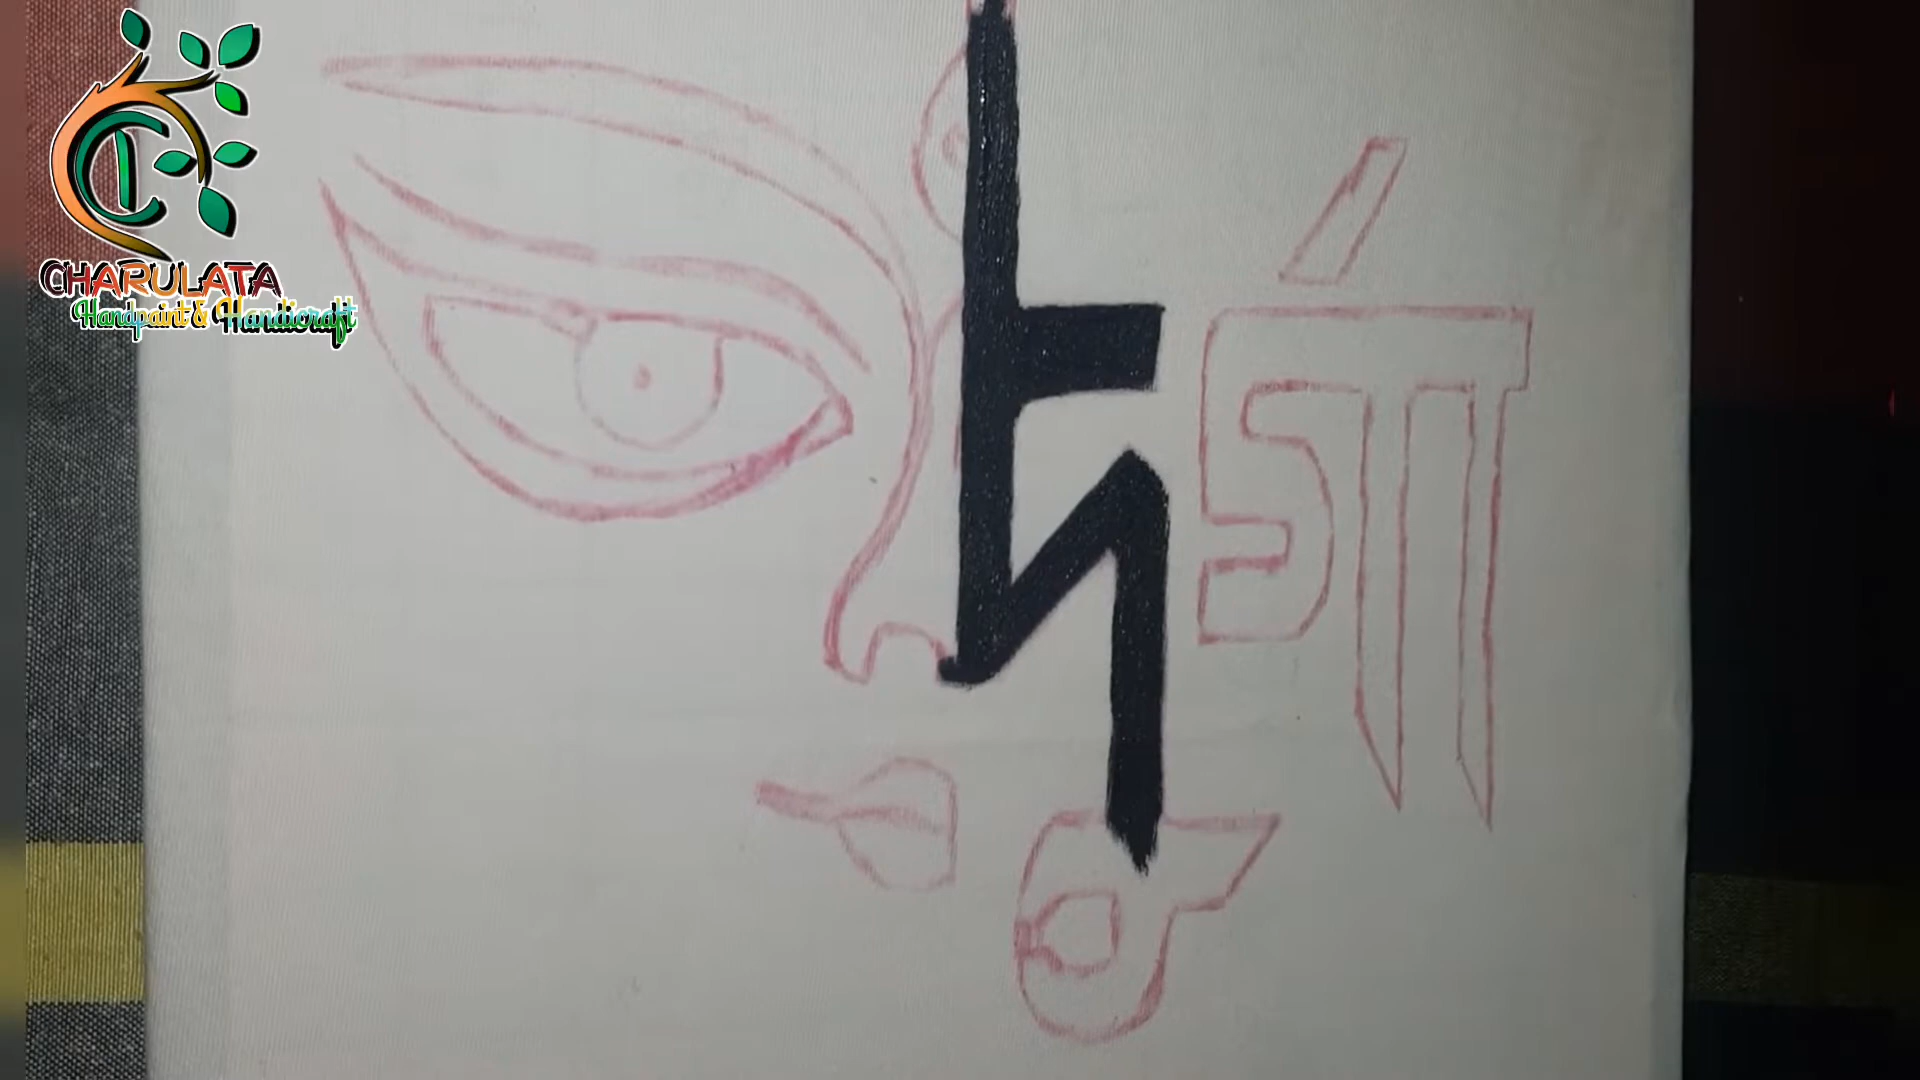 CHARULATA
Handpaint & Handicraft
দুর্গা